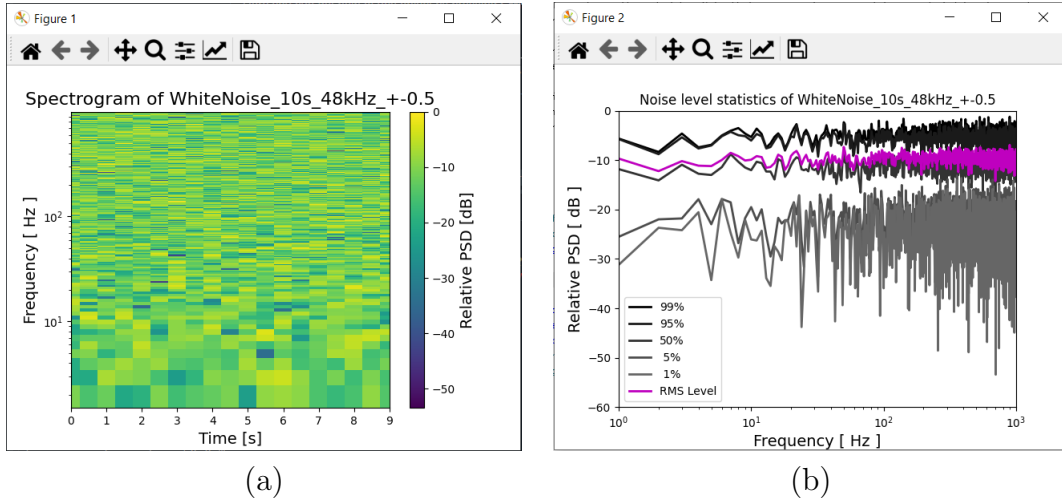 Figure 1
Spectrogram of WhiteNoise_10s_48kHz_+-0.5
Frequency [ Hz ]
10²
10¹
0 1 2 3 4 5 6 7 8 9
Time [s]
0
−10
−20
−30
−40
−50
Relative PSD [dB]
(a)
Figure 2
Noise level statistics of WhiteNoise_10s_48kHz_+-0.5
Relative PSD [ dB ]
0
−10
−20
−30
−40
−50
−60
99%
95%
50%
5%
1%
RMS Level
10⁰ 10¹ 10² 10³
Frequency [ Hz ]
(b)